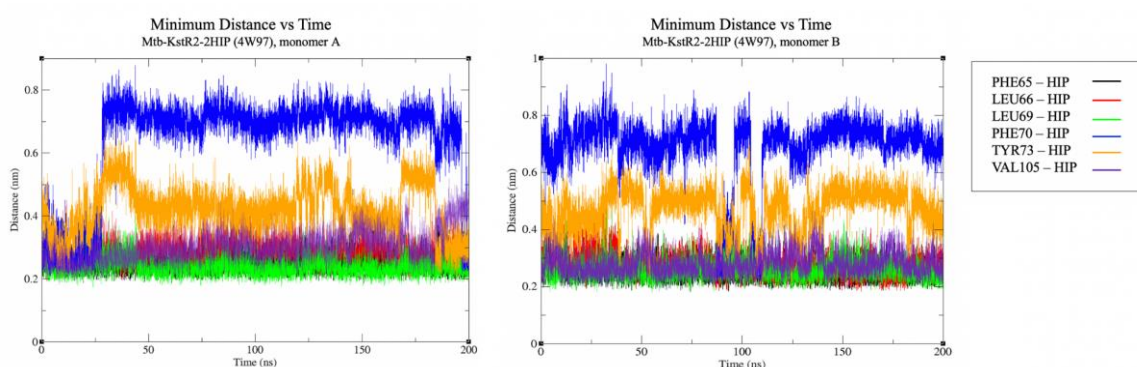 Minimum Distance vs Time
Mtb-KstR2-2HIP (4W97), monomer A
Distance (nm)
0.8
0.6
0.4
0.2
0
0
50
100
150
200
Time (ns)
Minimum Distance vs Time
Mtb-KstR2-2HIP (4W97), monomer B
Distance (nm)
1
0.8
0.6
0.4
0.2
0
0
50
100
150
200
Time (ns)
PHE65 – HIP
LEU66 – HIP
LEU69 – HIP
PHE70 – HIP
TYR73 – HIP
VAL105 – HIP